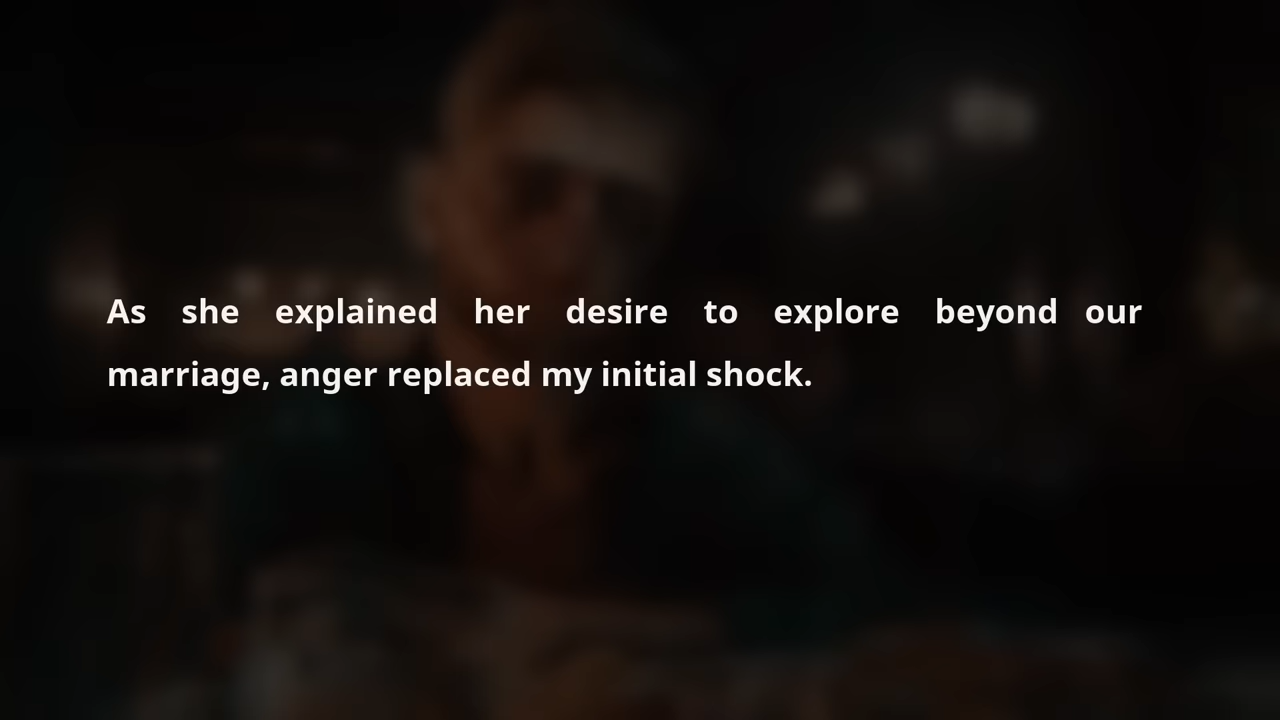 As she explained her desire to explore beyond our
marriage, anger replaced my initial shock.